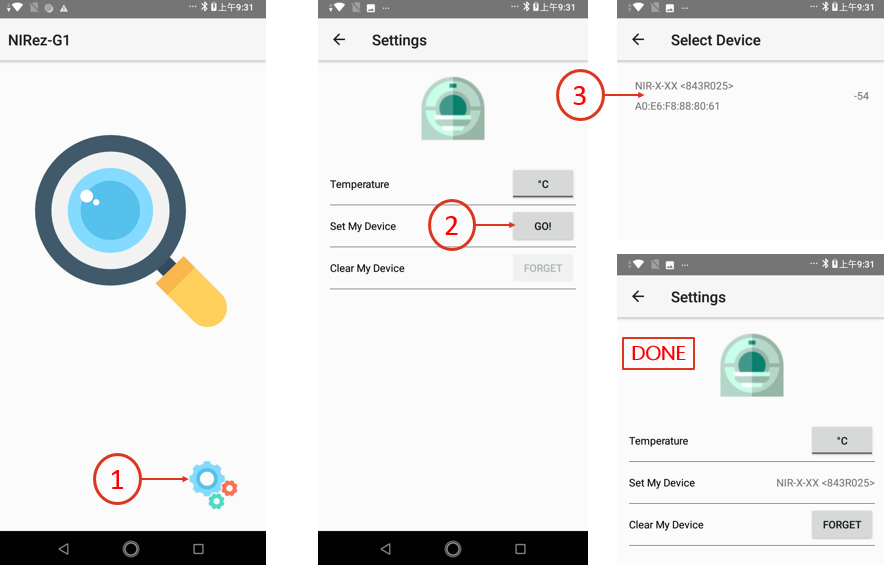 上午9:31
NIRez-G1
1
上午9:31
Settings
Temperature
°C
Set My Device
2
GO!
Clear My Device
FORGET
上午9:31
Select Device
3
NIR-X-XX <843R025>
A0:E6:F8:88:80:61
-54
上午9:31
Settings
DONE
Temperature
°C
Set My Device
NIR-X-XX <843R025>
Clear My Device
FORGET